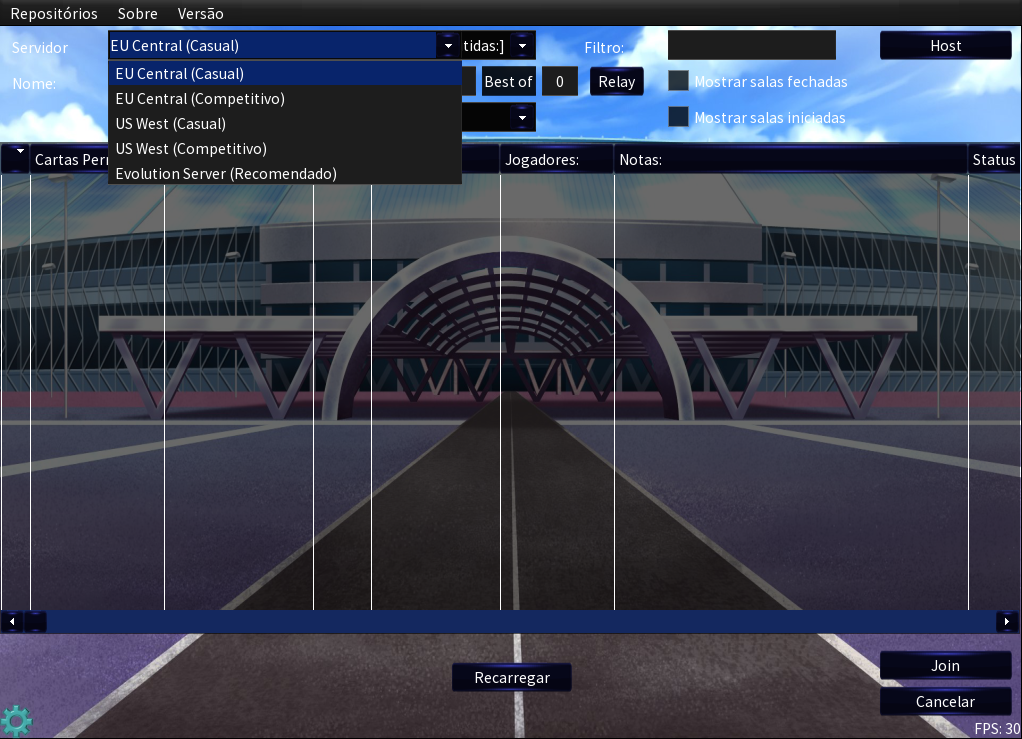 Repositórios Sobre Versão
Servidor EU Central (Casual) tidas:] Filtro: Host
EU Central (Casual)
EU Central (Competitivo)
US West (Casual)
US West (Competitivo)
Evolution Server (Recomendado)
Nome: Best of 0 Relay Mostrar salas fechadas
Mostrar salas iniciadas
Cartas Per Jogadores: Notas: Status
Recarregar
Join
Cancelar
FPS: 30